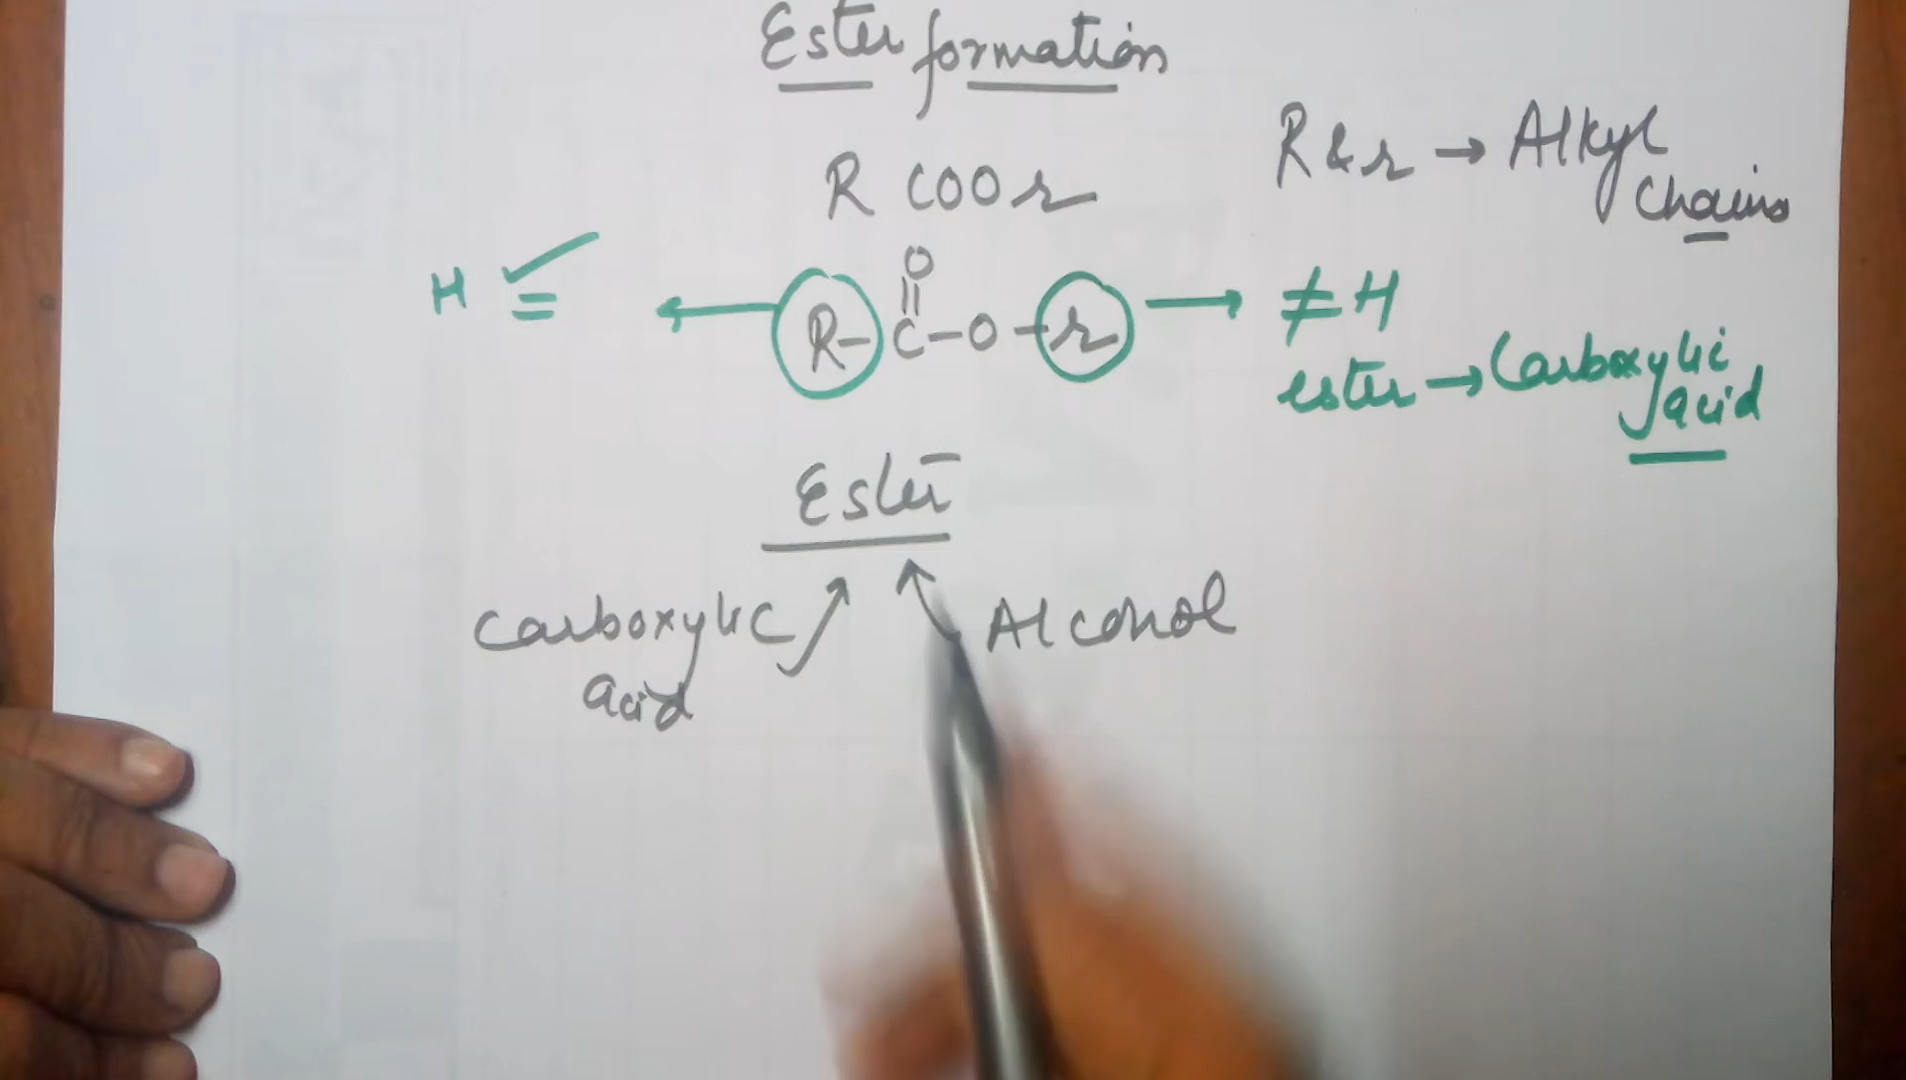 Ester formation
R COO r
R & r → Alkyl
chains
O
||
H = ✓ ← R - C - O - r → ≠ H
ester → Carboxylic
acid
Ester
Carboxylic
acid
Alcohol